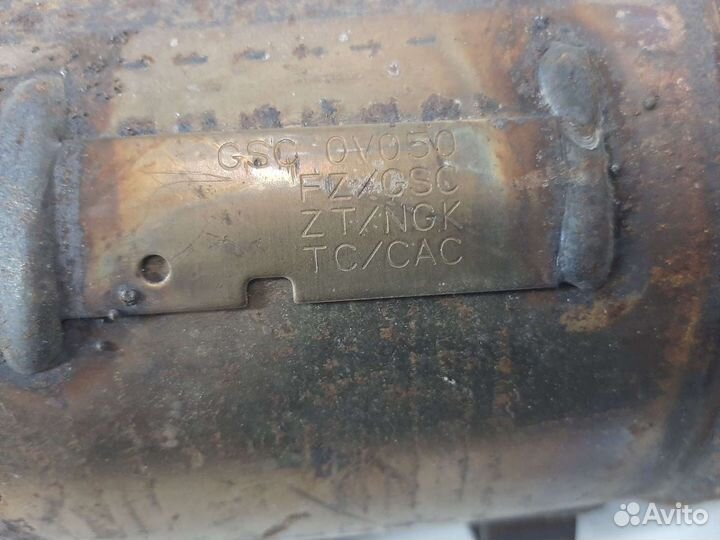 GSC 0V050
FZ/GSC
ZT/NGK
TC/CAC
Avito